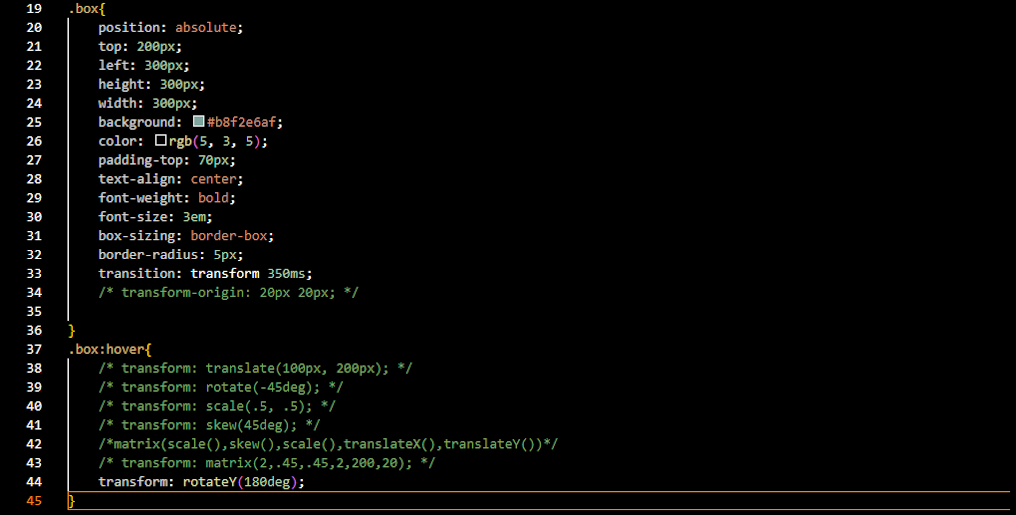 19 .box{
20 position: absolute;
21 top: 200px;
22 left: 300px;
23 height: 300px;
24 width: 300px;
25 background: #b8f2e6af;
26 color: rgb(5, 3, 5);
27 padding-top: 70px;
28 text-align: center;
29 font-weight: bold;
30 font-size: 3em;
31 box-sizing: border-box;
32 border-radius: 5px;
33 transition: transform 350ms;
34 /* transform-origin: 20px 20px; */
35
36 }
37 .box:hover{
38 /* transform: translate(100px, 200px); */
39 /* transform: rotate(-45deg); */
40 /* transform: scale(.5, .5); */
41 /* transform: skew(45deg); */
42 /*matrix(scale(),skew(),scale(),translateX(),translateY())*/
43 /* transform: matrix(2,.45,.45,2,200,20); */
44 transform: rotateY(180deg);
45 }